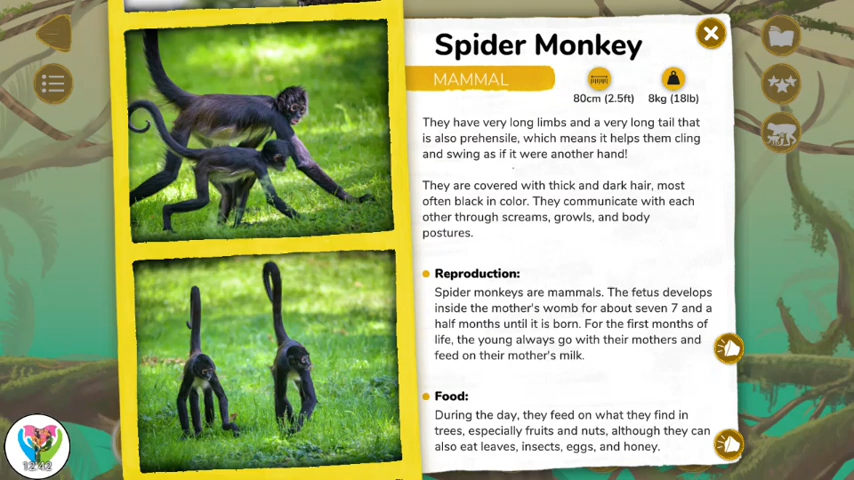 Spider Monkey
MAMMAL
80cm (2.5ft)
8kg (18lb)
They have very long limbs and a very long tail that
is also prehensile, which means it helps them cling
and swing as if it were another hand!
They are covered with thick and dark hair, most
often black in color. They communicate with each
other through screams, growls, and body
postures.
Reproduction:
Spider monkeys are mammals. The fetus develops
inside the mother's womb for about seven 7 and a
half months until it is born. For the first months of
life, the young always go with their mothers and
feed on their mother's milk.
Food:
During the day, they feed on what they find in
trees, especially fruits and nuts, although they can
also eat leaves, insects, eggs, and honey.
1242